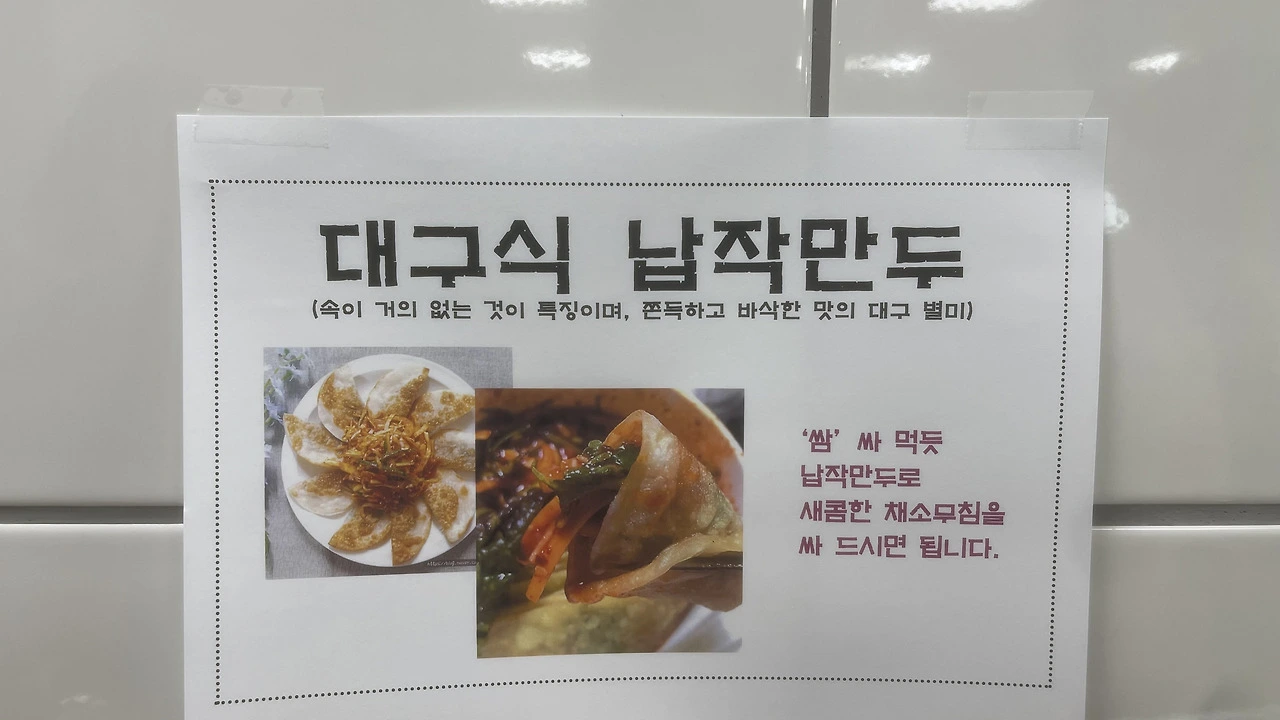 대구식 납작만두
(속이 거의 없는 것이 특징이며, 쫀득하고 바삭한 맛의 대구 별미)
‘쌈’ 싸 먹듯
납작만두로
새콤한 채소무침을
싸 드시면 됩니다.